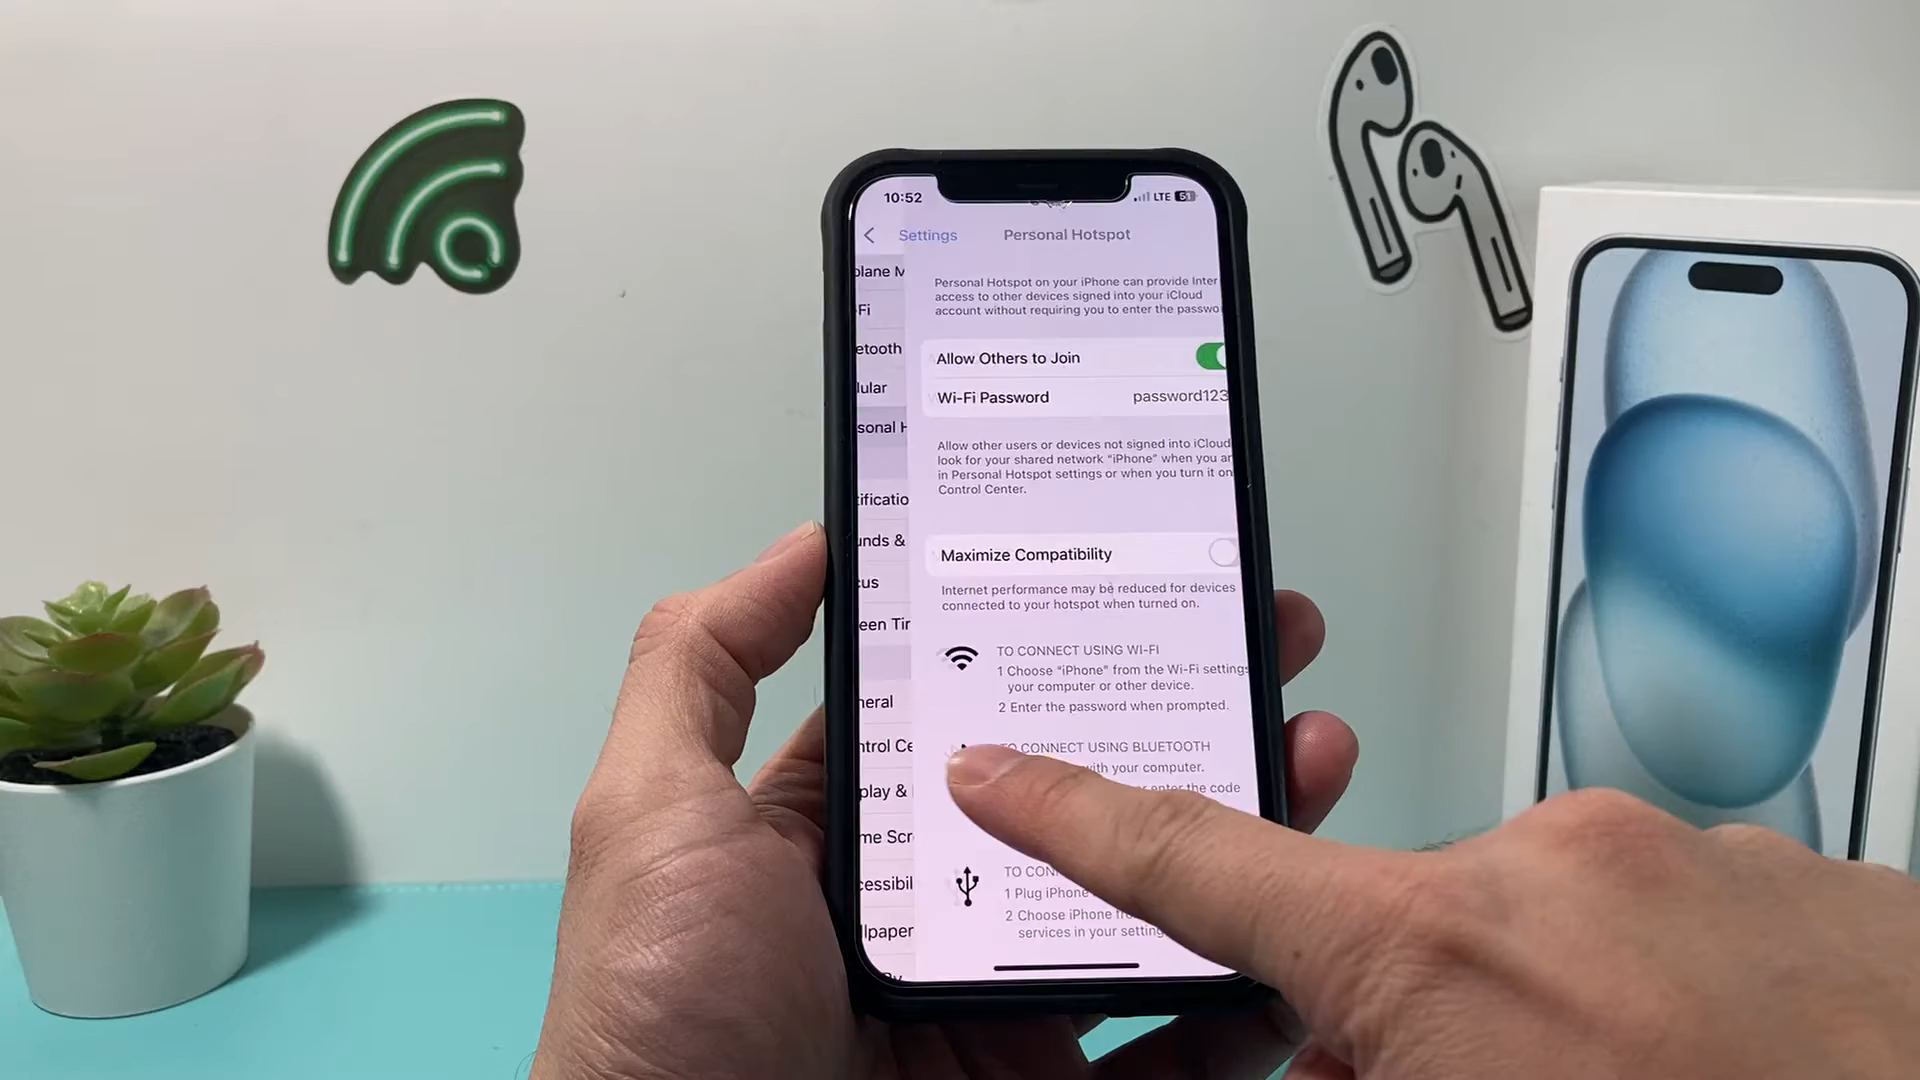 10:52
LTE 51
Settings
Personal Hotspot
plane M
Personal Hotspot on your iPhone can provide Inter
access to other devices signed into your iCloud
account without requiring you to enter the passwo
-Fi
etooth
Allow Others to Join
lular
Wi-Fi Password password123
sonal H
Allow other users or devices not signed into iCloud
look for your shared network “iPhone” when you ar
in Personal Hotspot settings or when you turn it on
Control Center.
tificatio
unds &
Maximize Compatibility
cus
Internet performance may be reduced for devices
connected to your hotspot when turned on.
een Tir
TO CONNECT USING WI-FI
1 Choose “iPhone” from the Wi-Fi settings
your computer or other device.
2 Enter the password when prompted.
neral
ntrol Ce
TO CONNECT USING BLUETOOTH
with your computer.
play &
or enter the code
me Scr
TO CON
cessibil
1 Plug iPhone
2 Choose iPhone fro
services in your setting
llpaper